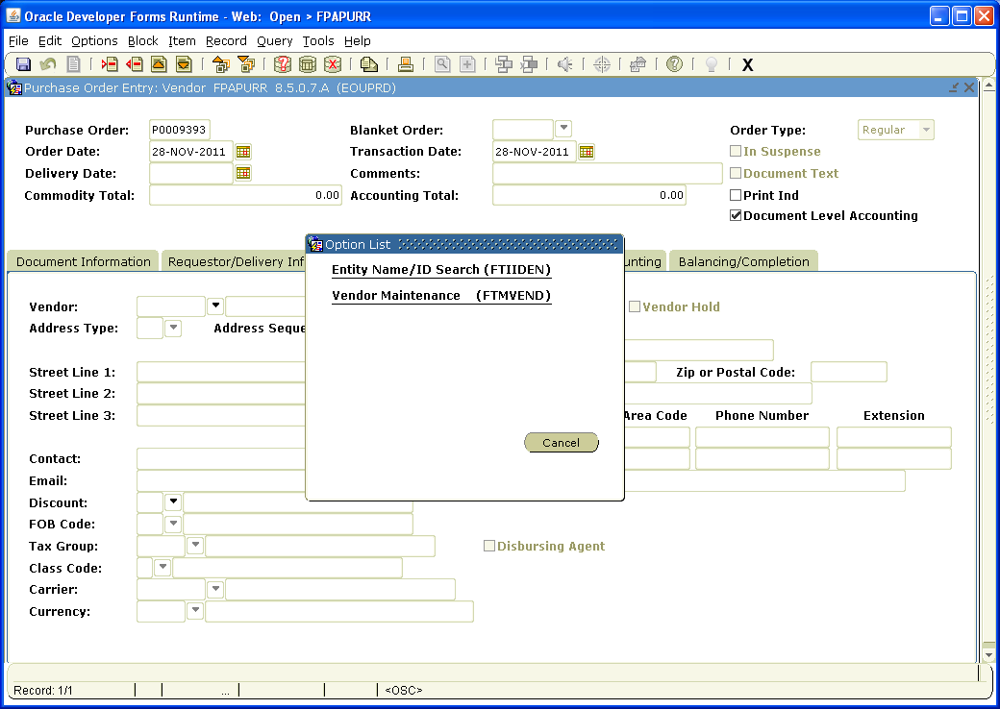 Oracle Developer Forms Runtime - Web: Open > FPAPURR
File Edit Options Block Item Record Query Tools Help
X
Purchase Order Entry: Vendor FPAPURR 8.5.0.7.A (EOUPRD)
Purchase Order: P0009393 Blanket Order: Order Type: Regular
Order Date: 28-NOV-2011 Transaction Date: 28-NOV-2011 In Suspense
Delivery Date: Comments: Document Text
Commodity Total: 0.00 Accounting Total: 0.00 Print Ind
Document Level Accounting
Option List
Document Information Requestor/Delivery Inf unting Balancing/Completion
Entity Name/ID Search (FTIIDEN)
Vendor Maintenance (FTMVEND)
Vendor: Vendor Hold
Address Type: Address Seque
Street Line 1: Zip or Postal Code:
Street Line 2:
Street Line 3: Area Code Phone Number Extension
Cancel
Contact:
Email:
Discount:
FOB Code:
Tax Group: Disbursing Agent
Class Code:
Carrier:
Currency:
Record: 1/1 ... <OSC>